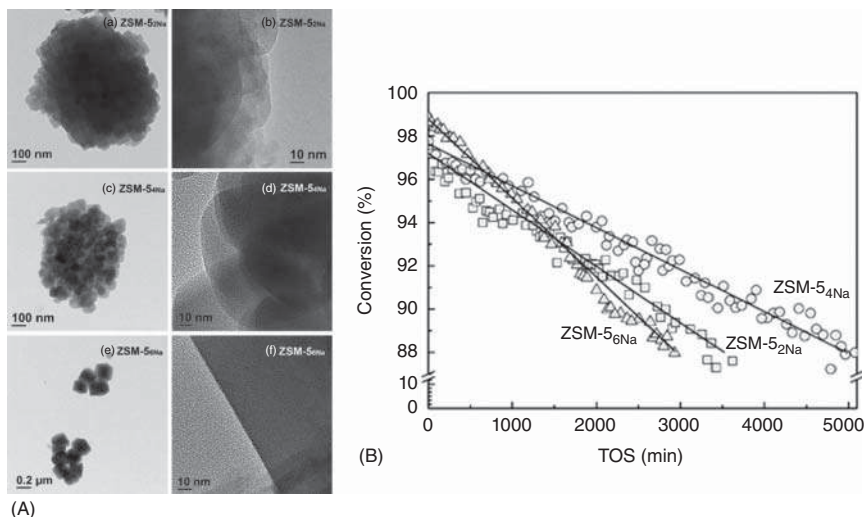 (a) ZSM-5₂Na
100 nm
(b) ZSM-5₂Na
10 nm
(c) ZSM-5₄Na
100 nm
(d) ZSM-5₄Na
10 nm
(e) ZSM-5₆Na
0.2 μm
(f) ZSM-5₆Na
10 nm
(A)
Conversion (%)
100
98
96
94
92
90
88
10
0
0 1000 2000 3000 4000 5000
TOS (min)
ZSM-5₄Na
ZSM-5₂Na
ZSM-5₆Na
(B)